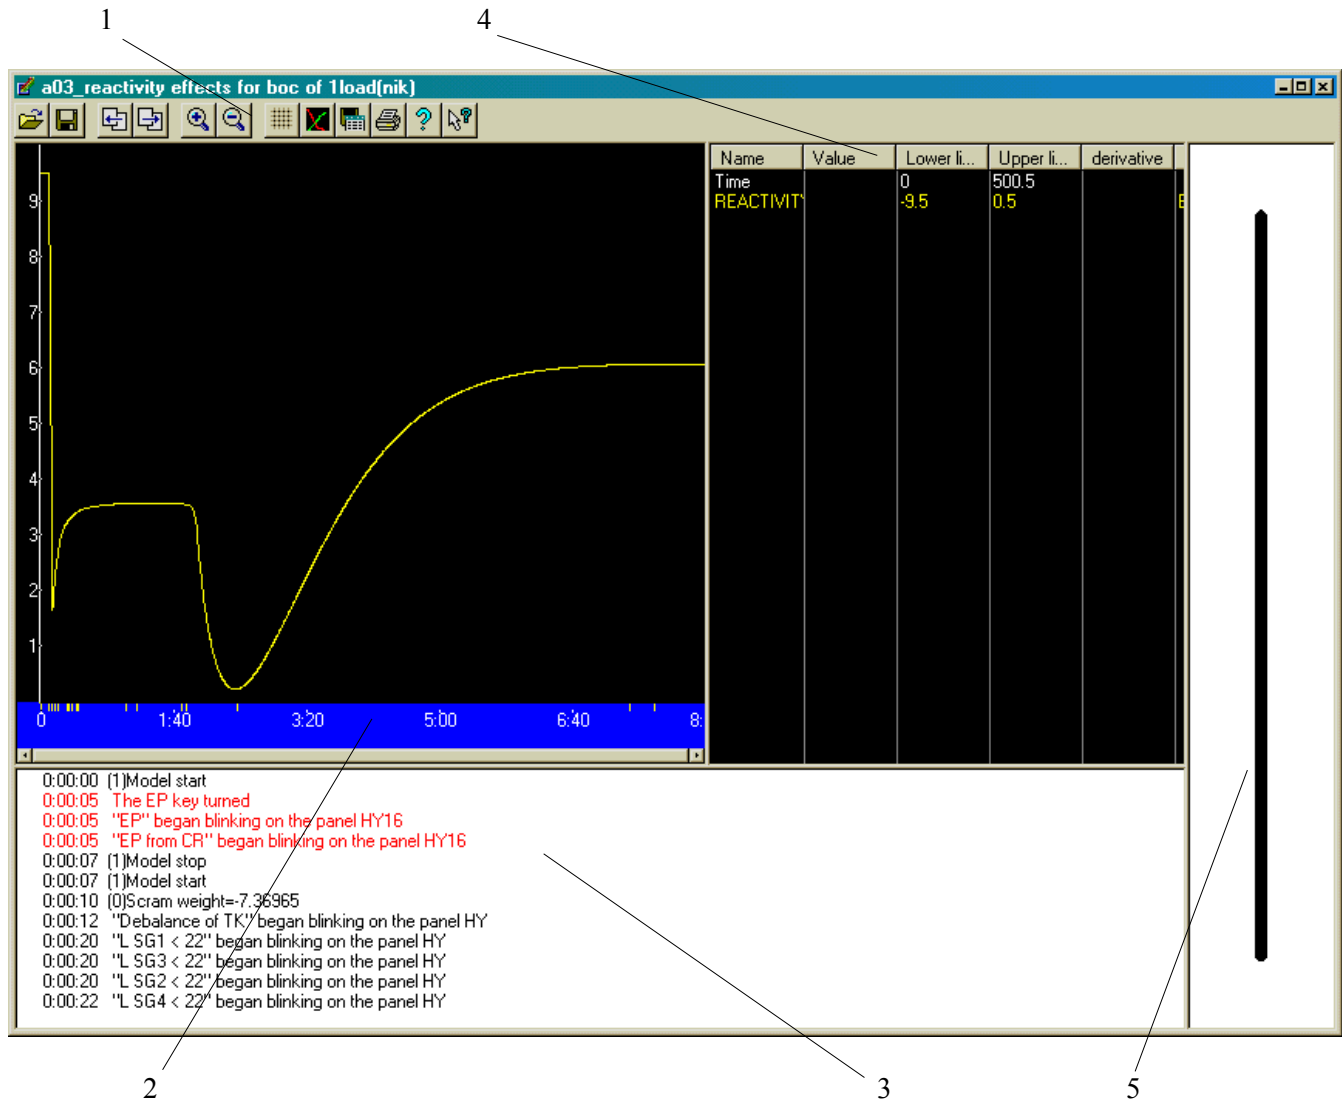 1 4
a03_reactivity effects for boc of 1load(nik)
Name Value Lower li... Upper li... derivative
Time 0 500.5
REACTIVIT -9.5 0.5
9
8
7
6
5
4
3
2
1
0 1:40 3:20 5:00 6:40 8:
0:00:00 (1)Model start
0:00:05 The EP key turned
0:00:05 "EP" began blinking on the panel HY16
0:00:05 "EP from CR" began blinking on the panel HY16
0:00:07 (1)Model stop
0:00:07 (1)Model start
0:00:10 (0)Scram weight=-7.36965
0:00:12 "Debalance of TK" began blinking on the panel HY
0:00:20 "L SG1 < 22" began blinking on the panel HY
0:00:20 "L SG3 < 22" began blinking on the panel HY
0:00:20 "L SG2 < 22" began blinking on the panel HY
0:00:22 "L SG4 < 22" began blinking on the panel HY
2 3 5